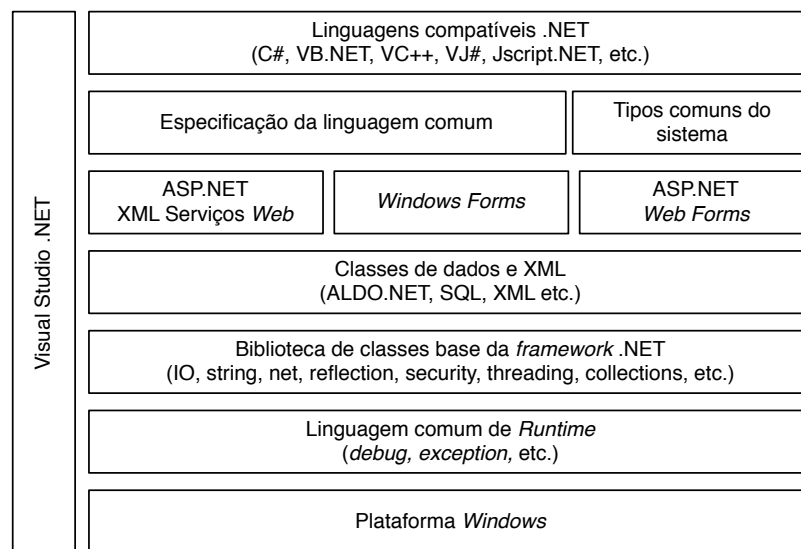 Visual Studio .NET
Linguagens compatíveis .NET
(C#, VB.NET, VC++, VJ#, Jscript.NET, etc.)
Especificação da linguagem comum
Tipos comuns do
sistema
ASP.NET
XML Serviços Web
Windows Forms
ASP.NET
Web Forms
Classes de dados e XML
(ALDO.NET, SQL, XML etc.)
Biblioteca de classes base da framework .NET
(IO, string, net, reflection, security, threading, collections, etc.)
Linguagem comum de Runtime
(debug, exception, etc.)
Plataforma Windows